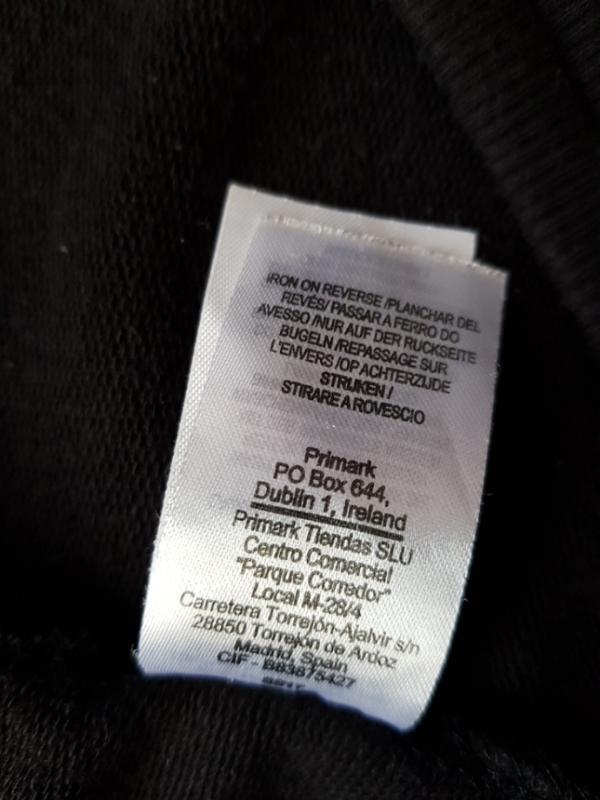 IRON ON REVERSE /PLANCHAR DEL
REVÉS/ PASSAR A FERRO DO
AVESSO /NUR AUF DER RUCKSEITE
BUGELN /REPASSAGE SUR
L'ENVERS /OP ACHTERZIJDE
STRIJKEN /
STIRARE A ROVESCIO
Primark
PO Box 644,
Dublin 1, Ireland
Primark Tiendas SLU
Centro Comercial
"Parque Corredor"
Local M-28/4
Carretera Torrejón-Ajalvir s/n
28850 Torrejón de Ardoz
Madrid, Spain
CIF - B83875427